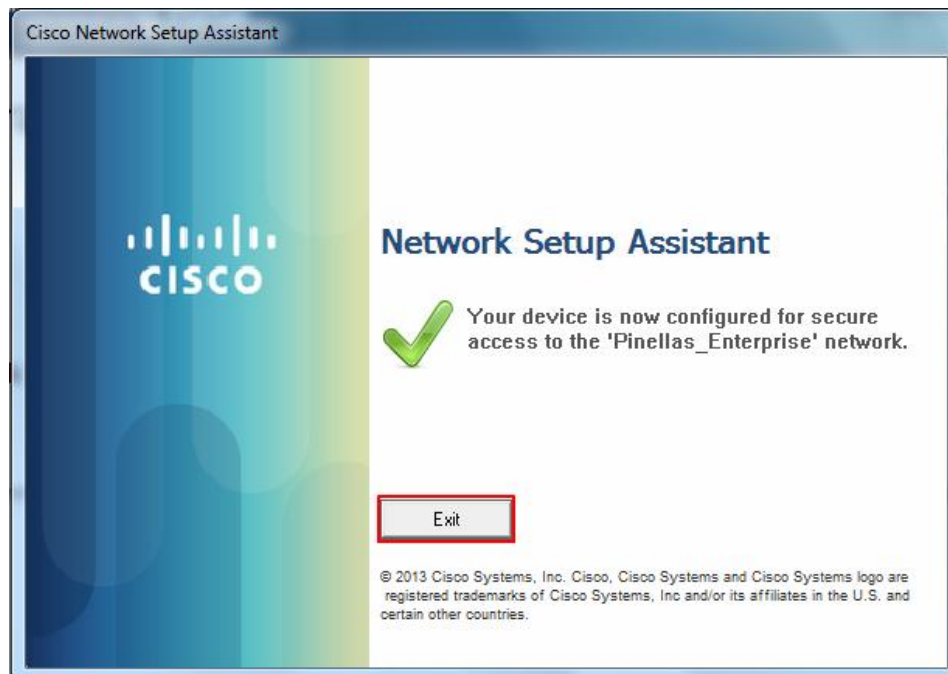 Cisco Network Setup Assistant
CISCO
Network Setup Assistant
Your device is now configured for secure
access to the 'Pinellas_Enterprise' network.
Exit
© 2013 Cisco Systems, Inc. Cisco, Cisco Systems and Cisco Systems logo are
registered trademarks of Cisco Systems, Inc and/or its affiliates in the U.S. and
certain other countries.